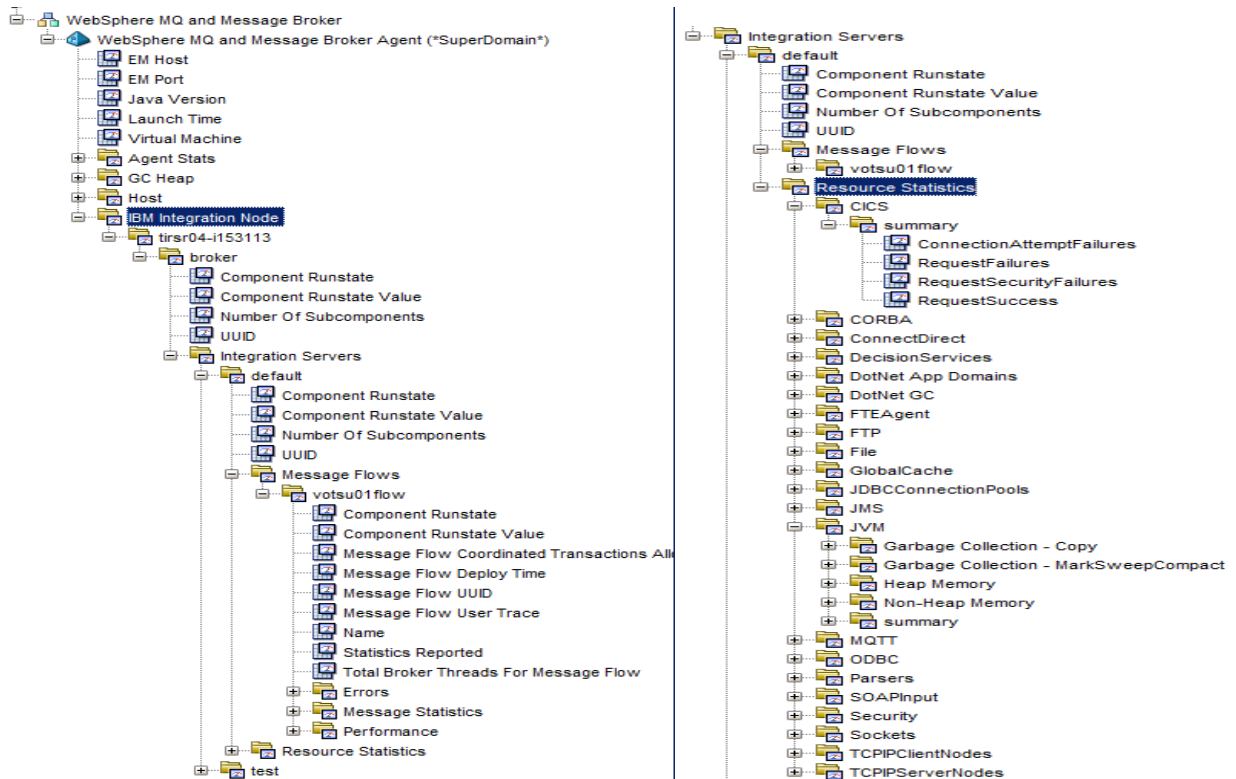 WebSphere MQ and Message Broker
WebSphere MQ and Message Broker Agent (*SuperDomain*)
EM Host
EM Port
Java Version
Launch Time
Virtual Machine
Agent Stats
GC Heap
Host
IBM Integration Node
tirsr04-i153113
broker
Component Runstate
Component Runstate Value
Number Of Subcomponents
UUID
Integration Servers
default
Component Runstate
Component Runstate Value
Number Of Subcomponents
UUID
Message Flows
votsu01flow
Component Runstate
Component Runstate Value
Message Flow Coordinated Transactions All
Message Flow Deploy Time
Message Flow UUID
Message Flow User Trace
Name
Statistics Reported
Total Broker Threads For Message Flow
Errors
Message Statistics
Performance
Resource Statistics
test
Integration Servers
default
Component Runstate
Component Runstate Value
Number Of Subcomponents
UUID
Message Flows
votsu01flow
Resource Statistics
CICS
summary
ConnectionAttemptFailures
RequestFailures
RequestSecurityFailures
RequestSuccess
CORBA
ConnectDirect
DecisionServices
DotNet App Domains
DotNet GC
FTEAgent
FTP
File
GlobalCache
JDBCConnectionPools
JMS
JVM
Garbage Collection - Copy
Garbage Collection - MarkSweepCompact
Heap Memory
Non-Heap Memory
summary
MQTT
ODBC
Parsers
SOAPInput
Security
Sockets
TCPIPClientNodes
TCPIPServerNodes